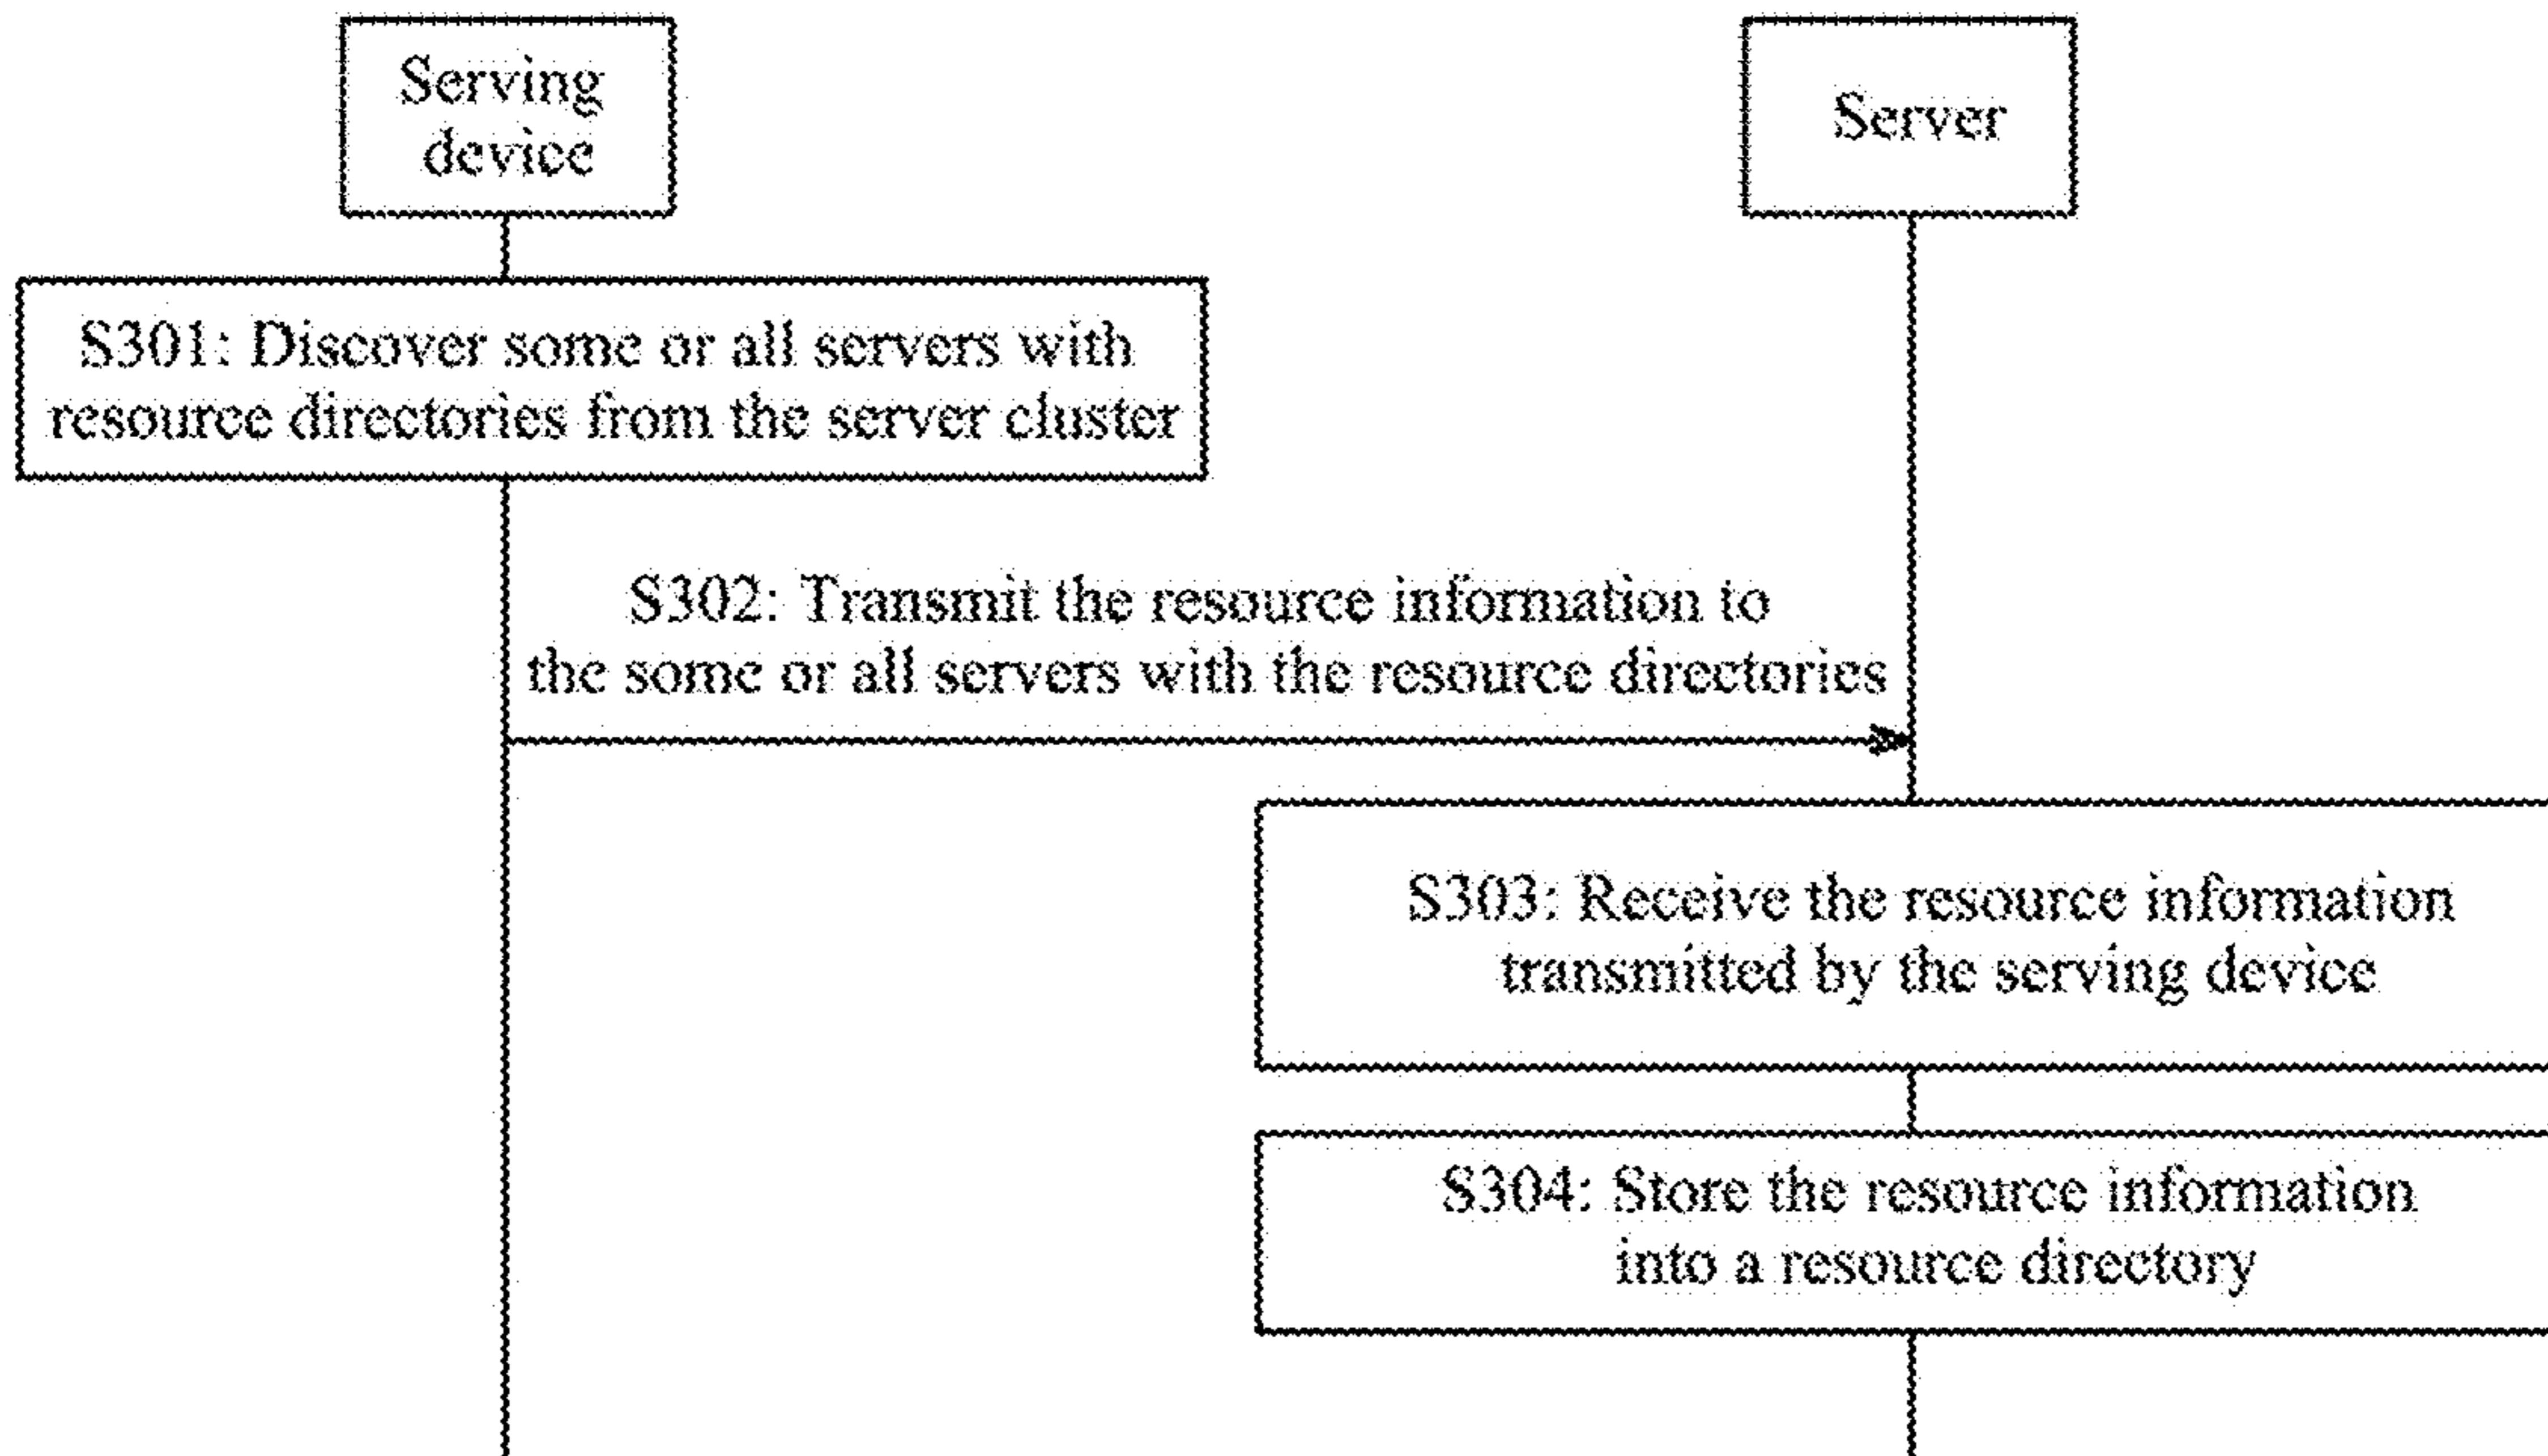 Serving
device
Server
S301: Discover some or all servers with
resource directories from the server cluster
S302: Transmit the resource information to
the some or all servers with the resource directories
S303: Receive the resource information
transmitted by the serving device
S304: Store the resource information
into a resource directory